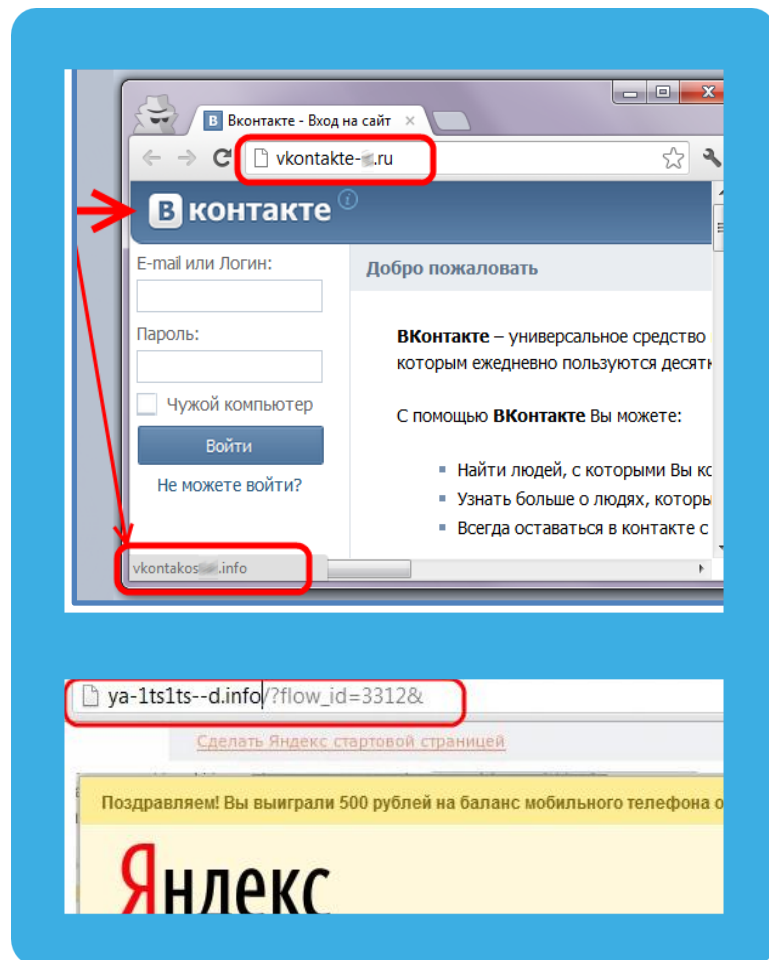 Вконтакте - Вход на сайт
vkontakte- .ru
В контакте
E-mail или Логин:
Добро пожаловать
Пароль:
ВКонтакте – универсальное средство
которым ежедневно пользуются десятк
Чужой компьютер
С помощью ВКонтакте Вы можете:
Войти
Найти людей, с которыми Вы ко
Не можете войти?
Узнать больше о людях, которы
Всегда оставаться в контакте с
vkontakos .info
ya-1ts1ts--d.info/?flow_id=3312&
Сделать Яндекс стартовой страницей
Поздравляем! Вы выиграли 500 рублей на баланс мобильного телефона о
Яндекс